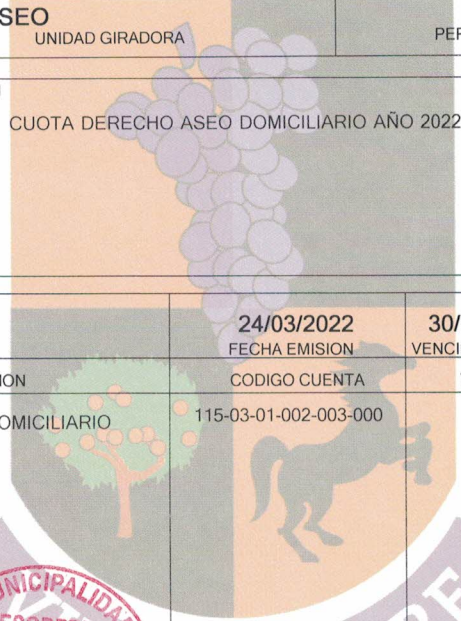 SEO
UNIDAD GIRADORA
PER
CUOTA DERECHO ASEO DOMICILIARIO AÑO 2022
24/03/2022
30/
FECHA EMISION
VENCI
ION
CODIGO CUENTA
OMICILIARIO
115-03-01-002-003-000
UNICIPALIDA